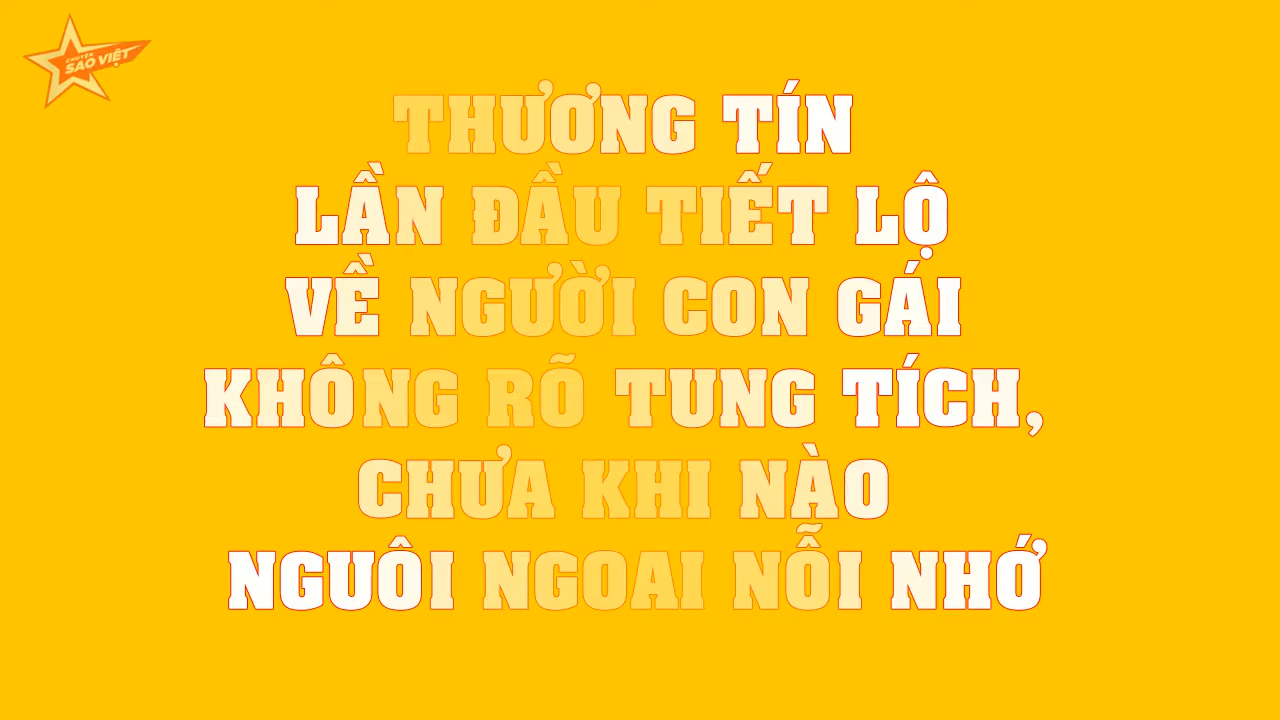 CHUYỆN
SAO VIỆT
THƯƠNG TÍN
LẦN ĐẦU TIẾT LỘ
VỀ NGƯỜI CON GÁI
KHÔNG RÕ TUNG TÍCH,
CHƯA KHI NÀO
NGUÔI NGOAI NỖI NHỚ